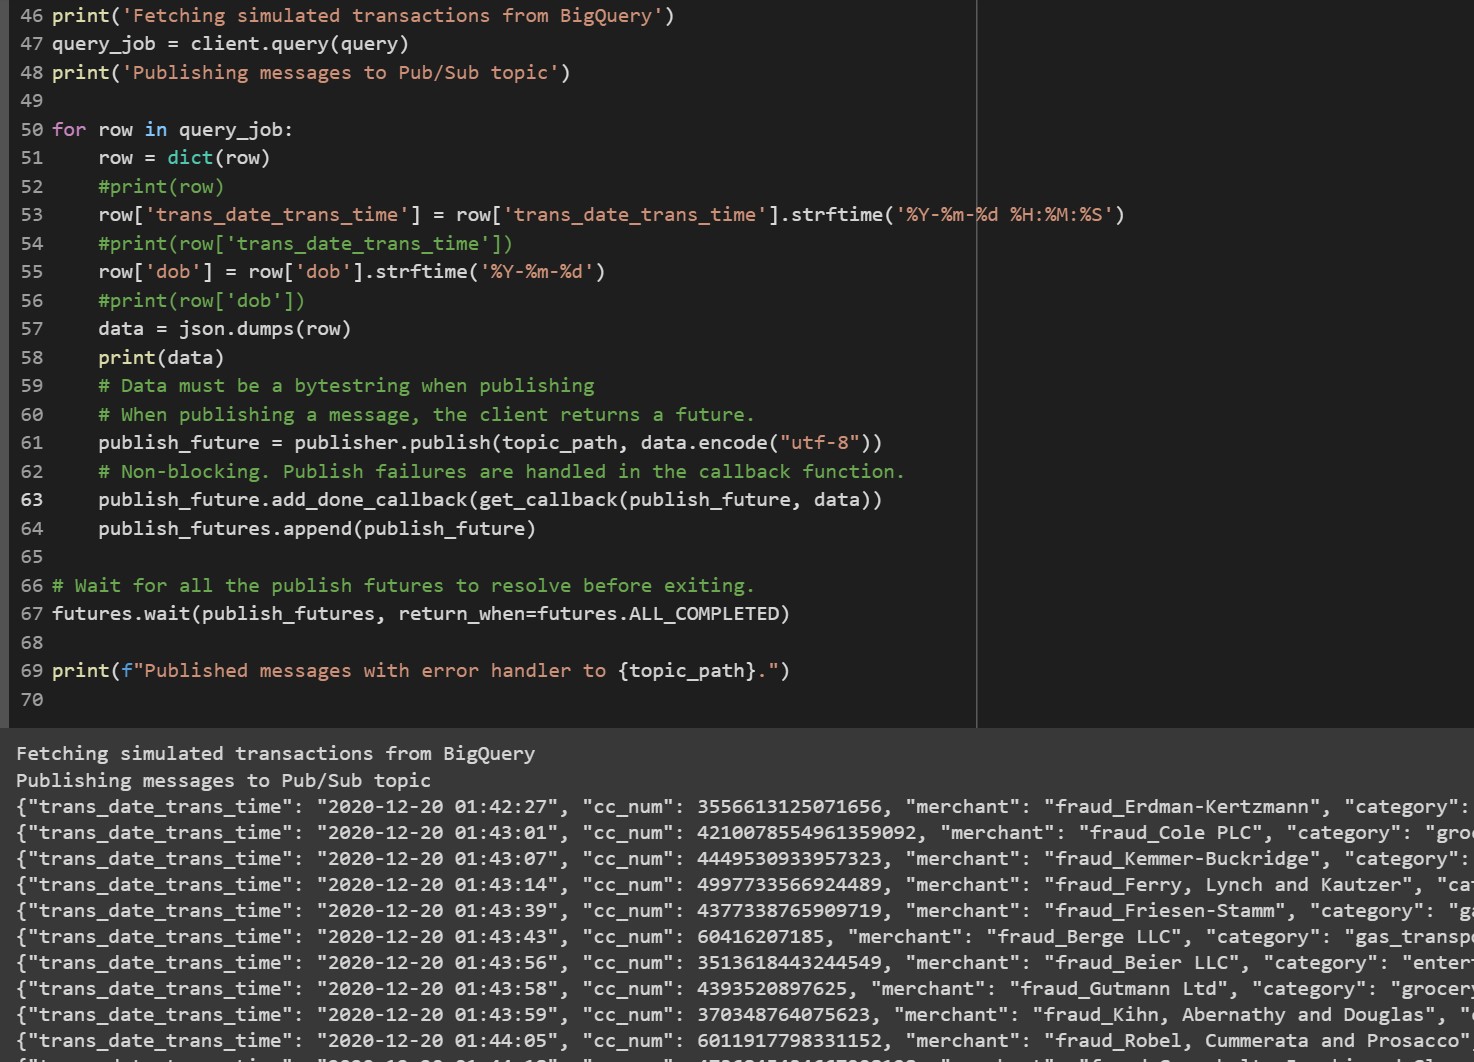 46 print('Fetching simulated transactions from BigQuery')
47 query_job = client.query(query)
48 print('Publishing messages to Pub/Sub topic')
49
50 for row in query_job:
51     row = dict(row)
52     #print(row)
53     row['trans_date_trans_time'] = row['trans_date_trans_time'].strftime('%Y-%m-%d %H:%M:%S')
54     #print(row['trans_date_trans_time'])
55     row['dob'] = row['dob'].strftime('%Y-%m-%d')
56     #print(row['dob'])
57     data = json.dumps(row)
58     print(data)
59     # Data must be a bytestring when publishing
60     # When publishing a message, the client returns a future.
61     publish_future = publisher.publish(topic_path, data.encode("utf-8"))
62     # Non-blocking. Publish failures are handled in the callback function.
63     publish_future.add_done_callback(get_callback(publish_future, data))
64     publish_futures.append(publish_future)
65
66 # Wait for all the publish futures to resolve before exiting.
67 futures.wait(publish_futures, return_when=futures.ALL_COMPLETED)
68
69 print(f"Published messages with error handler to {topic_path}.")
70
Fetching simulated transactions from BigQuery
Publishing messages to Pub/Sub topic
{"trans_date_trans_time": "2020-12-20 01:42:27", "cc_num": 3556613125071656, "merchant": "fraud_Erdman-Kertzmann", "category":
{"trans_date_trans_time": "2020-12-20 01:43:01", "cc_num": 4210078554961359092, "merchant": "fraud_Cole PLC", "category": "gro
{"trans_date_trans_time": "2020-12-20 01:43:07", "cc_num": 4449530933957323, "merchant": "fraud_Kemmer-Buckridge", "category":
{"trans_date_trans_time": "2020-12-20 01:43:14", "cc_num": 4997733566924489, "merchant": "fraud_Ferry, Lynch and Kautzer", "ca
{"trans_date_trans_time": "2020-12-20 01:43:39", "cc_num": 4377338765909719, "merchant": "fraud_Friesen-Stamm", "category": "g
{"trans_date_trans_time": "2020-12-20 01:43:43", "cc_num": 60416207185, "merchant": "fraud_Berge LLC", "category": "gas_transp
{"trans_date_trans_time": "2020-12-20 01:43:56", "cc_num": 3513618443244549, "merchant": "fraud_Beier LLC", "category": "enter
{"trans_date_trans_time": "2020-12-20 01:43:58", "cc_num": 4393520897625, "merchant": "fraud_Gutmann Ltd", "category": "grocer
{"trans_date_trans_time": "2020-12-20 01:43:59", "cc_num": 370348764075623, "merchant": "fraud_Kihn, Abernathy and Douglas", "
{"trans_date_trans_time": "2020-12-20 01:44:05", "cc_num": 6011917798331152, "merchant": "fraud_Robel, Cummerata and Prosacco"